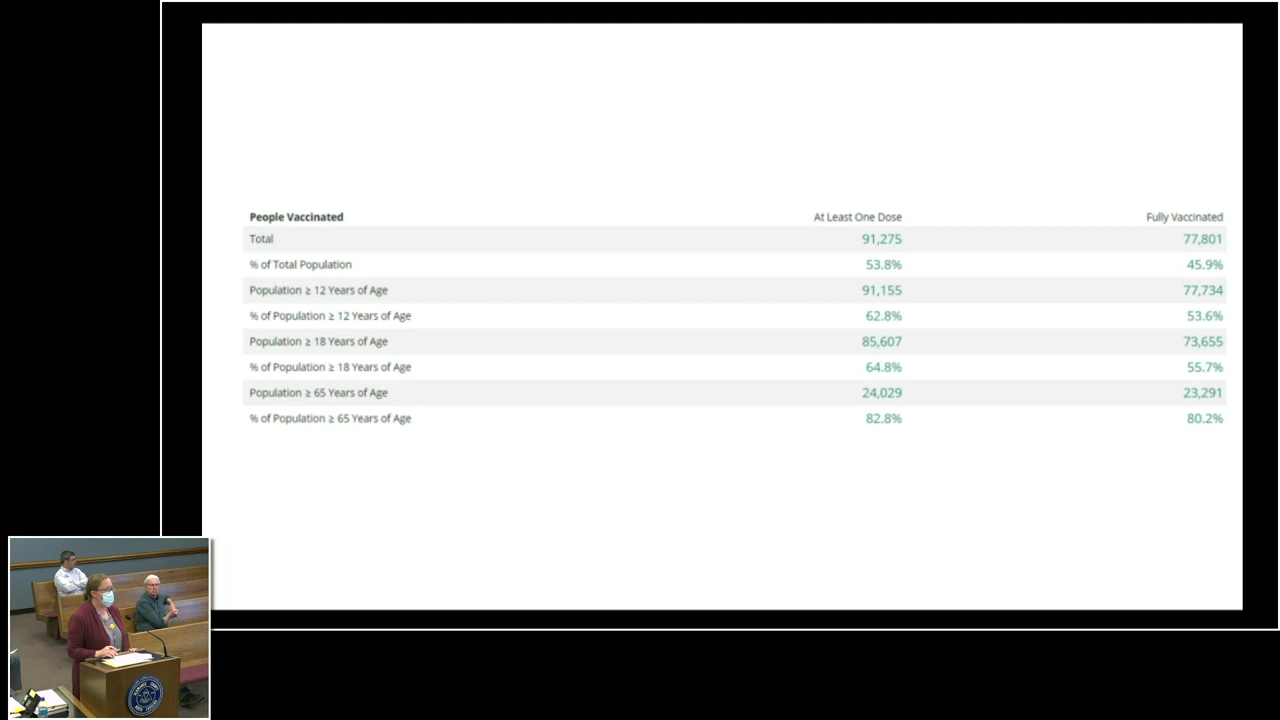 People Vaccinated At Least One Dose Fully Vaccinated
Total 91,275 77,801
% of Total Population 53.8% 45.9%
Population ≥ 12 Years of Age 91,155 77,734
% of Population ≥ 12 Years of Age 62.8% 53.6%
Population ≥ 18 Years of Age 85,607 73,655
% of Population ≥ 18 Years of Age 64.8% 55.7%
Population ≥ 65 Years of Age 24,029 23,291
% of Population ≥ 65 Years of Age 82.8% 80.2%